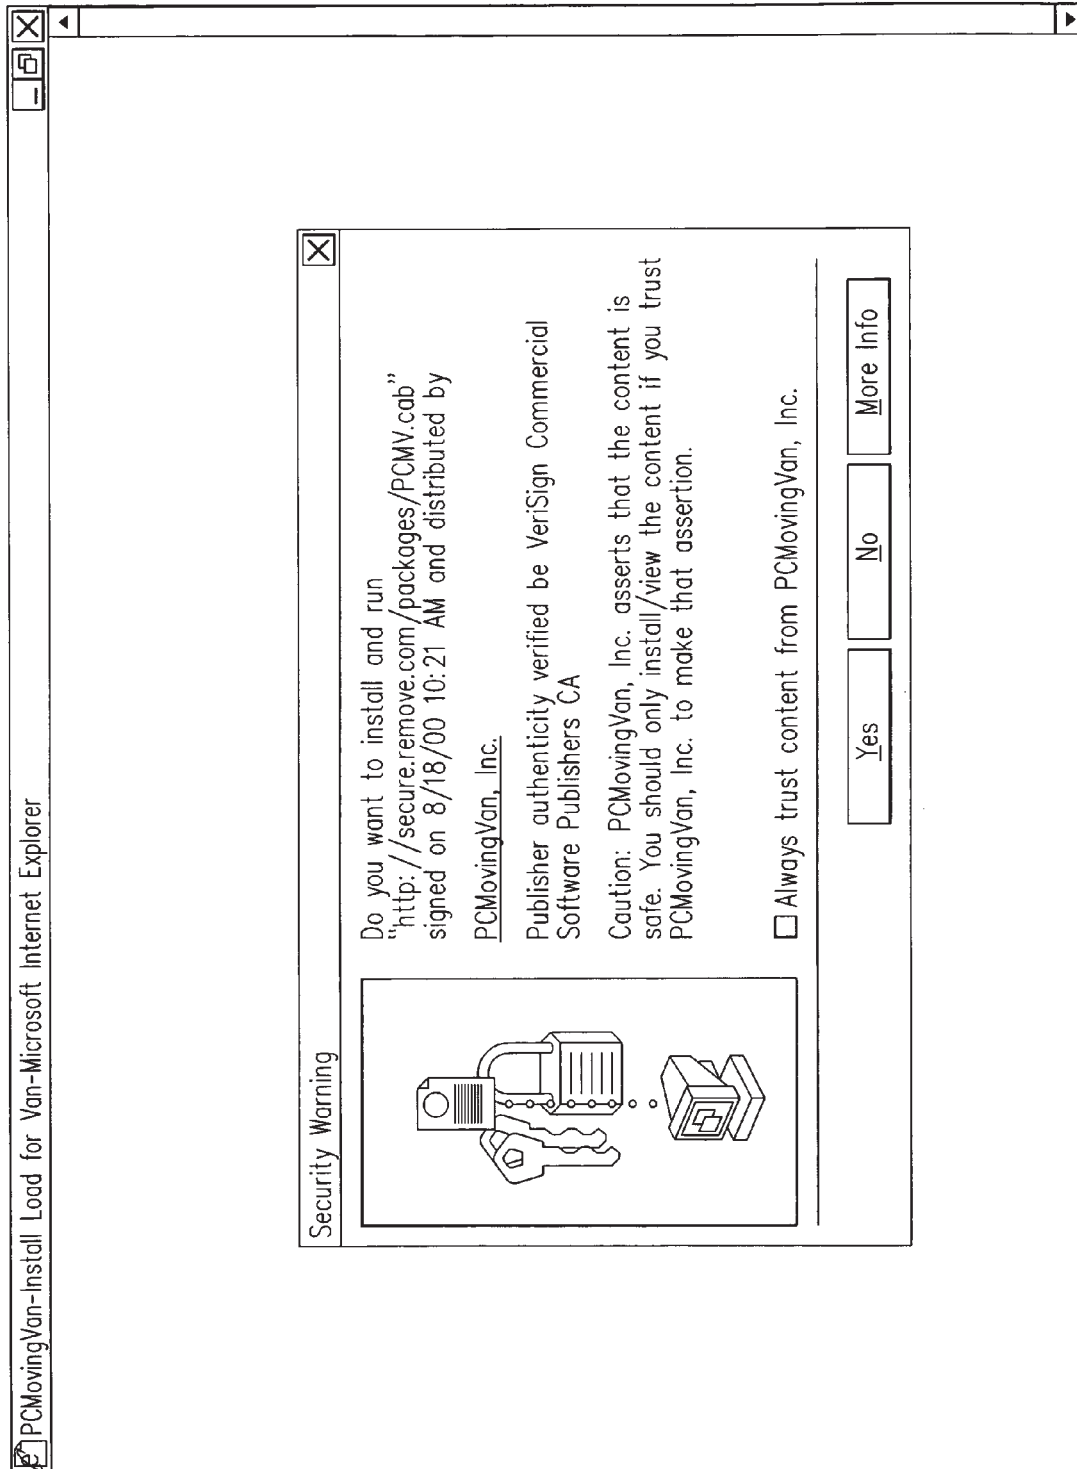 PCMovingVan-Install Load for Van-Microsoft Internet Explorer
Security Warning
Do you want to install and run
"http://secure.remove.com/packages/PCMV.cab"
signed on 8/18/00 10:21 AM and distributed by
PCMovingVan, Inc.
Publisher authenticity verified be VeriSign Commercial
Software Publishers CA
Caution: PCMovingVan, Inc. asserts that the content is
safe. You should only install/view the content if you trust
PCMovingVan, Inc. to make that assertion.
Always trust content from PCMovingVan, Inc.
Yes
No
More Info